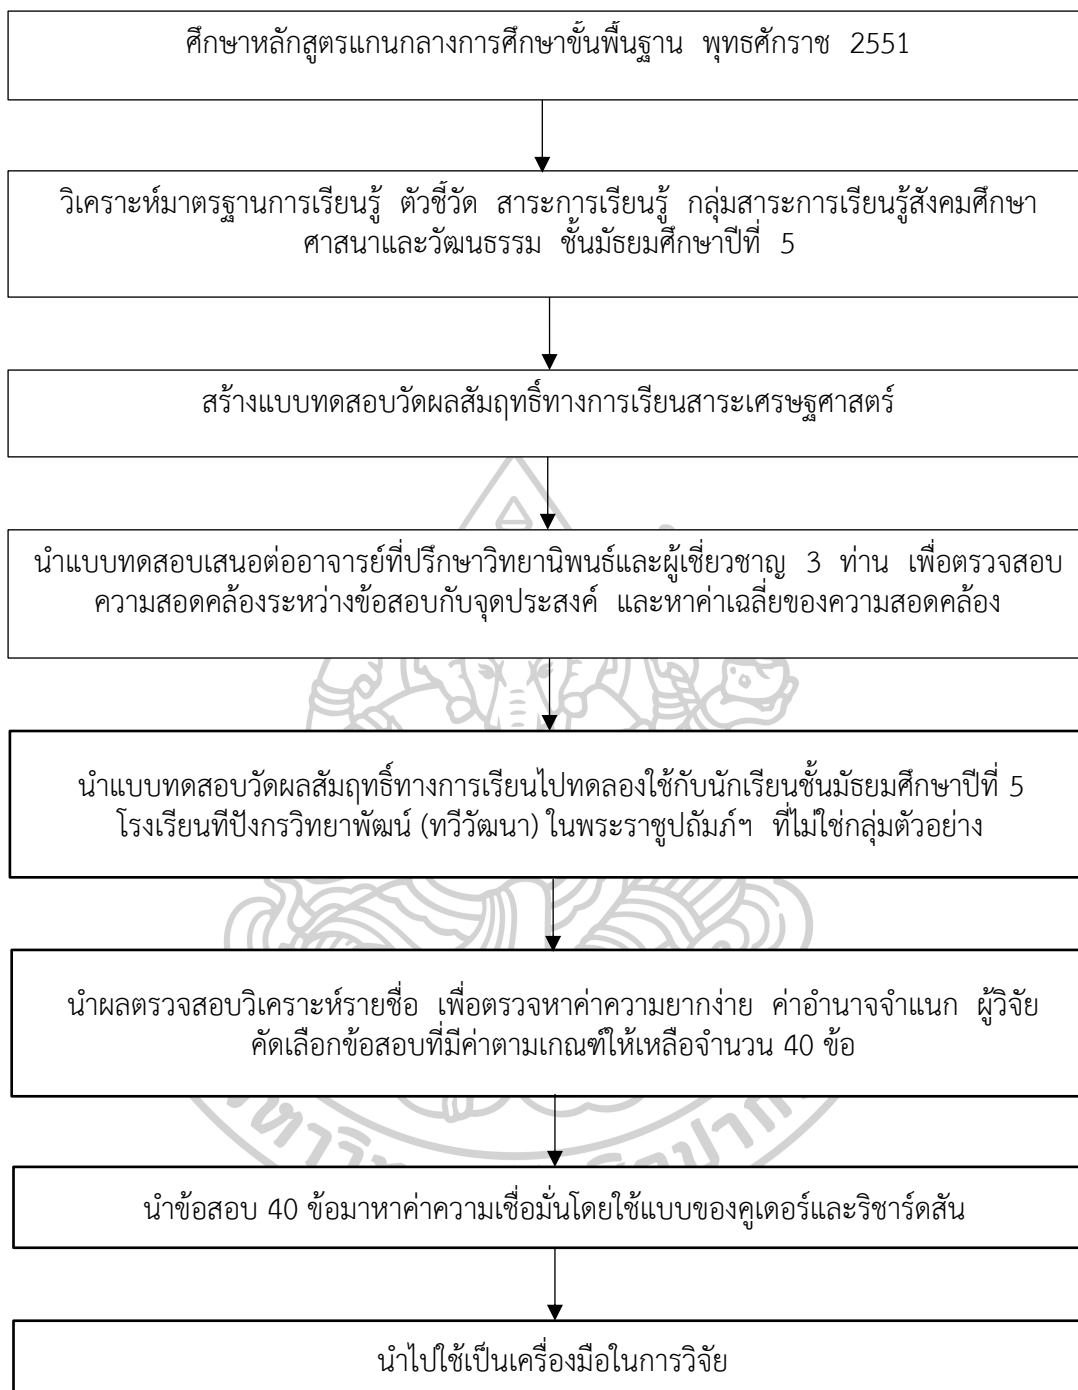 ศึกษาหลักสูตรแกนกลางการศึกษาขั้นพื้นฐาน พุทธศักราช 2551
วิเคราะห์มาตรฐานการเรียนรู้ ตัวชี้วัด สาระการเรียนรู้ กลุ่มสาระการเรียนรู้สังคมศึกษา
ศาสนาและวัฒนธรรม ชั้นมัธยมศึกษาปีที่ 5
สร้างแบบทดสอบวัดผลสัมฤทธิ์ทางการเรียนสาระเศรษฐศาสตร์
นำแบบทดสอบเสนอต่ออาจารย์ที่ปรึกษาวิทยานิพนธ์และผู้เชี่ยวชาญ 3 ท่าน เพื่อตรวจสอบ
ความสอดคล้องระหว่างข้อสอบกับจุดประสงค์ และหาค่าเฉลี่ยของความสอดคล้อง
นำแบบทดสอบวัดผลสัมฤทธิ์ทางการเรียนไปทดลองใช้กับนักเรียนชั้นมัธยมศึกษาปีที่ 5
โรงเรียนทีปังกรวิทยาพัฒน์ (ทวีวัฒนา) ในพระราชูปถัมภ์ฯ ที่ไม่ใช่กลุ่มตัวอย่าง
นำผลตรวจสอบวิเคราะห์รายชื่อ เพื่อตรวจหาค่าความยากง่าย ค่าอำนาจจำแนก ผู้วิจัย
คัดเลือกข้อสอบที่มีค่าตามเกณฑ์ให้เหลือจำนวน 40 ข้อ
นำข้อสอบ 40 ข้อมาหาค่าความเชื่อมั่นโดยใช้แบบของคูเดอร์และริชาร์ดสัน
นำไปใช้เป็นเครื่องมือในการวิจัย